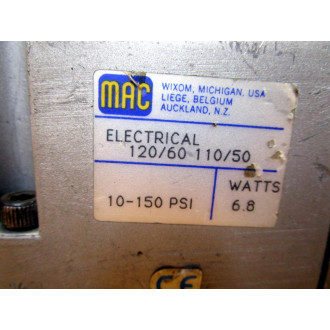 MAC
WIXOM, MICHIGAN, USA
LIEGE, BELGIUM
AUCKLAND, N.Z.
ELECTRICAL
120/60 110/50
WATTS
10-150 PSI
6.8
CE